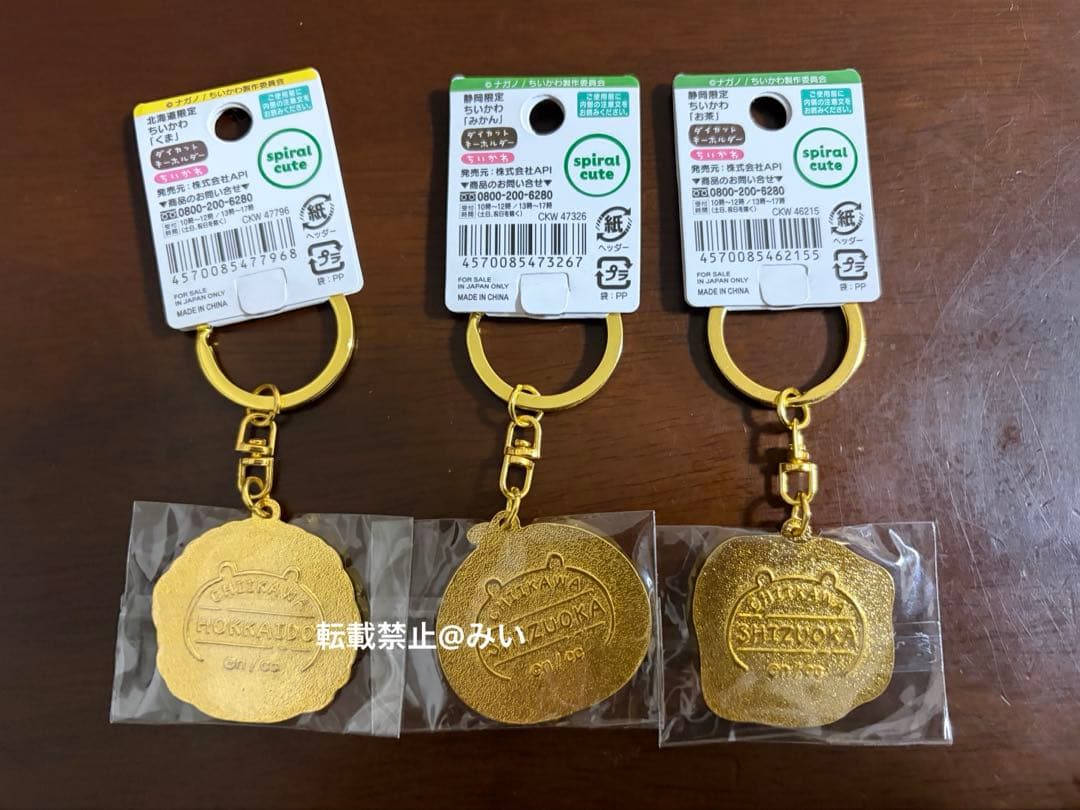 ©ナガノ / ちいかわ製作委員会
北海道限定
ちいかわ
「くま」
ご使用前に
内側の注意文を
お読みください。
ダイカット
キーホルダー
ちいかわ
spiral
cute
発売元：株式会社API
▼商品のお問い合せ▼
0800-200-6280
受付時間 10時〜12時 / 13時〜17時
(土日、祝日を除く)
CKW 47796
紙
ヘッダー
4570085477968
プラ
袋：PP
FOR SALE
IN JAPAN ONLY
MADE IN CHINA
CHIIKAWA
HOKKAIDO
©n/cp
©ナガノ / ちいかわ製作委員会
静岡限定
ちいかわ
「みかん」
ご使用前に
内側の注意文を
お読みください。
ダイカット
キーホルダー
ちいかわ
spiral
cute
発売元：株式会社API
▼商品のお問い合せ▼
0800-200-6280
受付時間 10時〜12時 / 13時〜17時
(土日、祝日を除く)
CKW 47326
紙
ヘッダー
4570085473267
プラ
袋：PP
FOR SALE
IN JAPAN ONLY
MADE IN CHINA
CHIIKAWA
SHIZUOKA
©n/cp
©ナガノ / ちいかわ製作委員会
静岡限定
ちいかわ
「お茶」
ご使用前に
内側の注意文を
お読みください。
ダイカット
キーホルダー
ちいかわ
spiral
cute
発売元：株式会社API
▼商品のお問い合せ▼
0800-200-6280
受付時間 10時〜12時 / 13時〜17時
(土日、祝日を除く)
CKW 46215
紙
ヘッダー
4570085462155
プラ
袋：PP
FOR SALE
IN JAPAN ONLY
MADE IN CHINA
CHIIKAWA
SHIZUOKA
©n/cp
転載禁止@みい